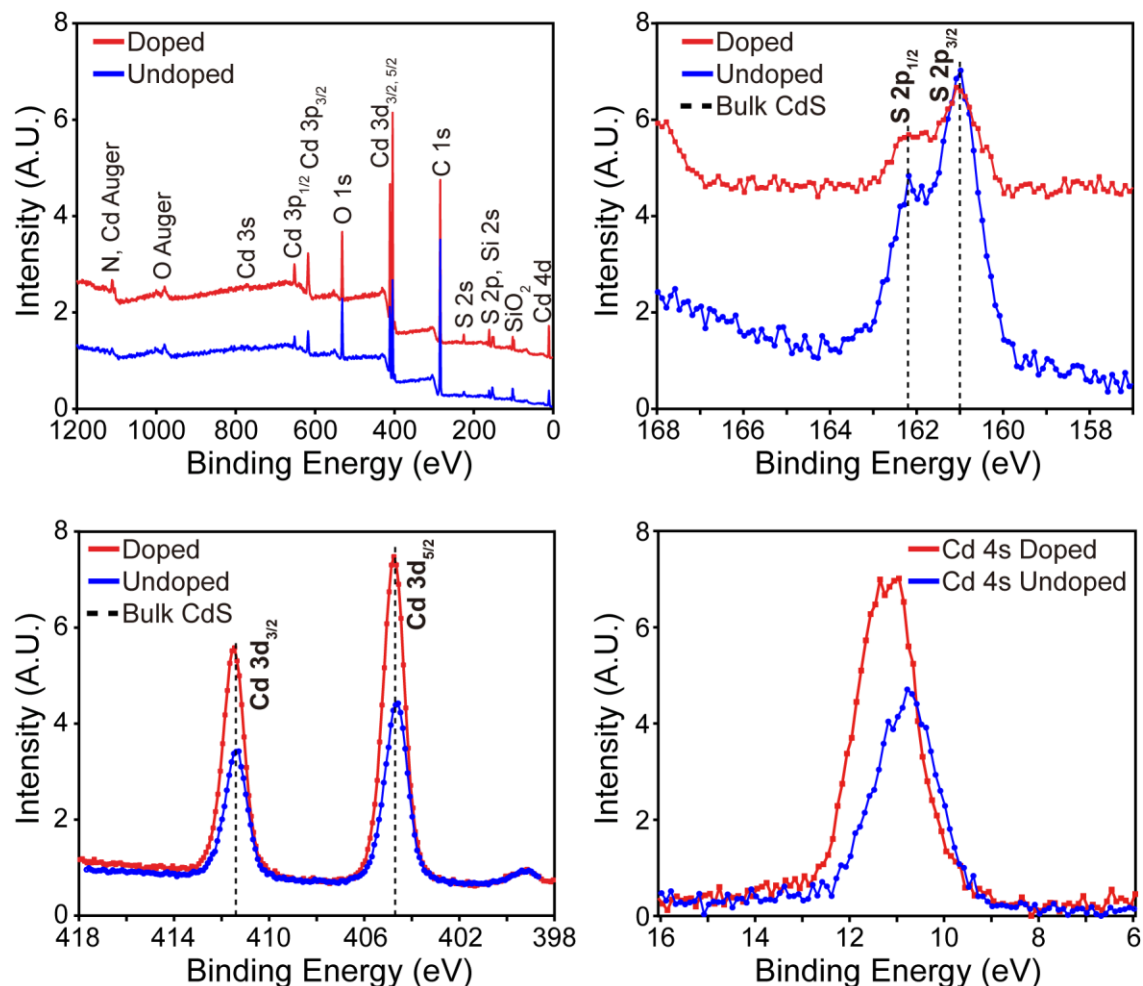 8
6
4
2
0
Intensity (A.U.)
Doped
Undoped
N, Cd Auger
O Auger
Cd 3s
Cd 3p1/2 Cd 3p3/2
O 1s
Cd 3d3/2, 5/2
C 1s
S 2s
S 2p, Si 2s
SiO2
Cd 4d
1200 1000 800 600 400 200 0
Binding Energy (eV)
8
6
4
2
0
Intensity (A.U.)
Doped
Undoped
Bulk CdS
S 2p1/2
S 2p3/2
168 166 164 162 160 158
Binding Energy (eV)
8
6
4
2
0
Intensity (A.U.)
Doped
Undoped
Bulk CdS
Cd 3d3/2
Cd 3d5/2
418 414 410 406 402 398
Binding Energy (eV)
8
6
4
2
0
Intensity (A.U.)
Cd 4s Doped
Cd 4s Undoped
16 14 12 10 8 6
Binding Energy (eV)